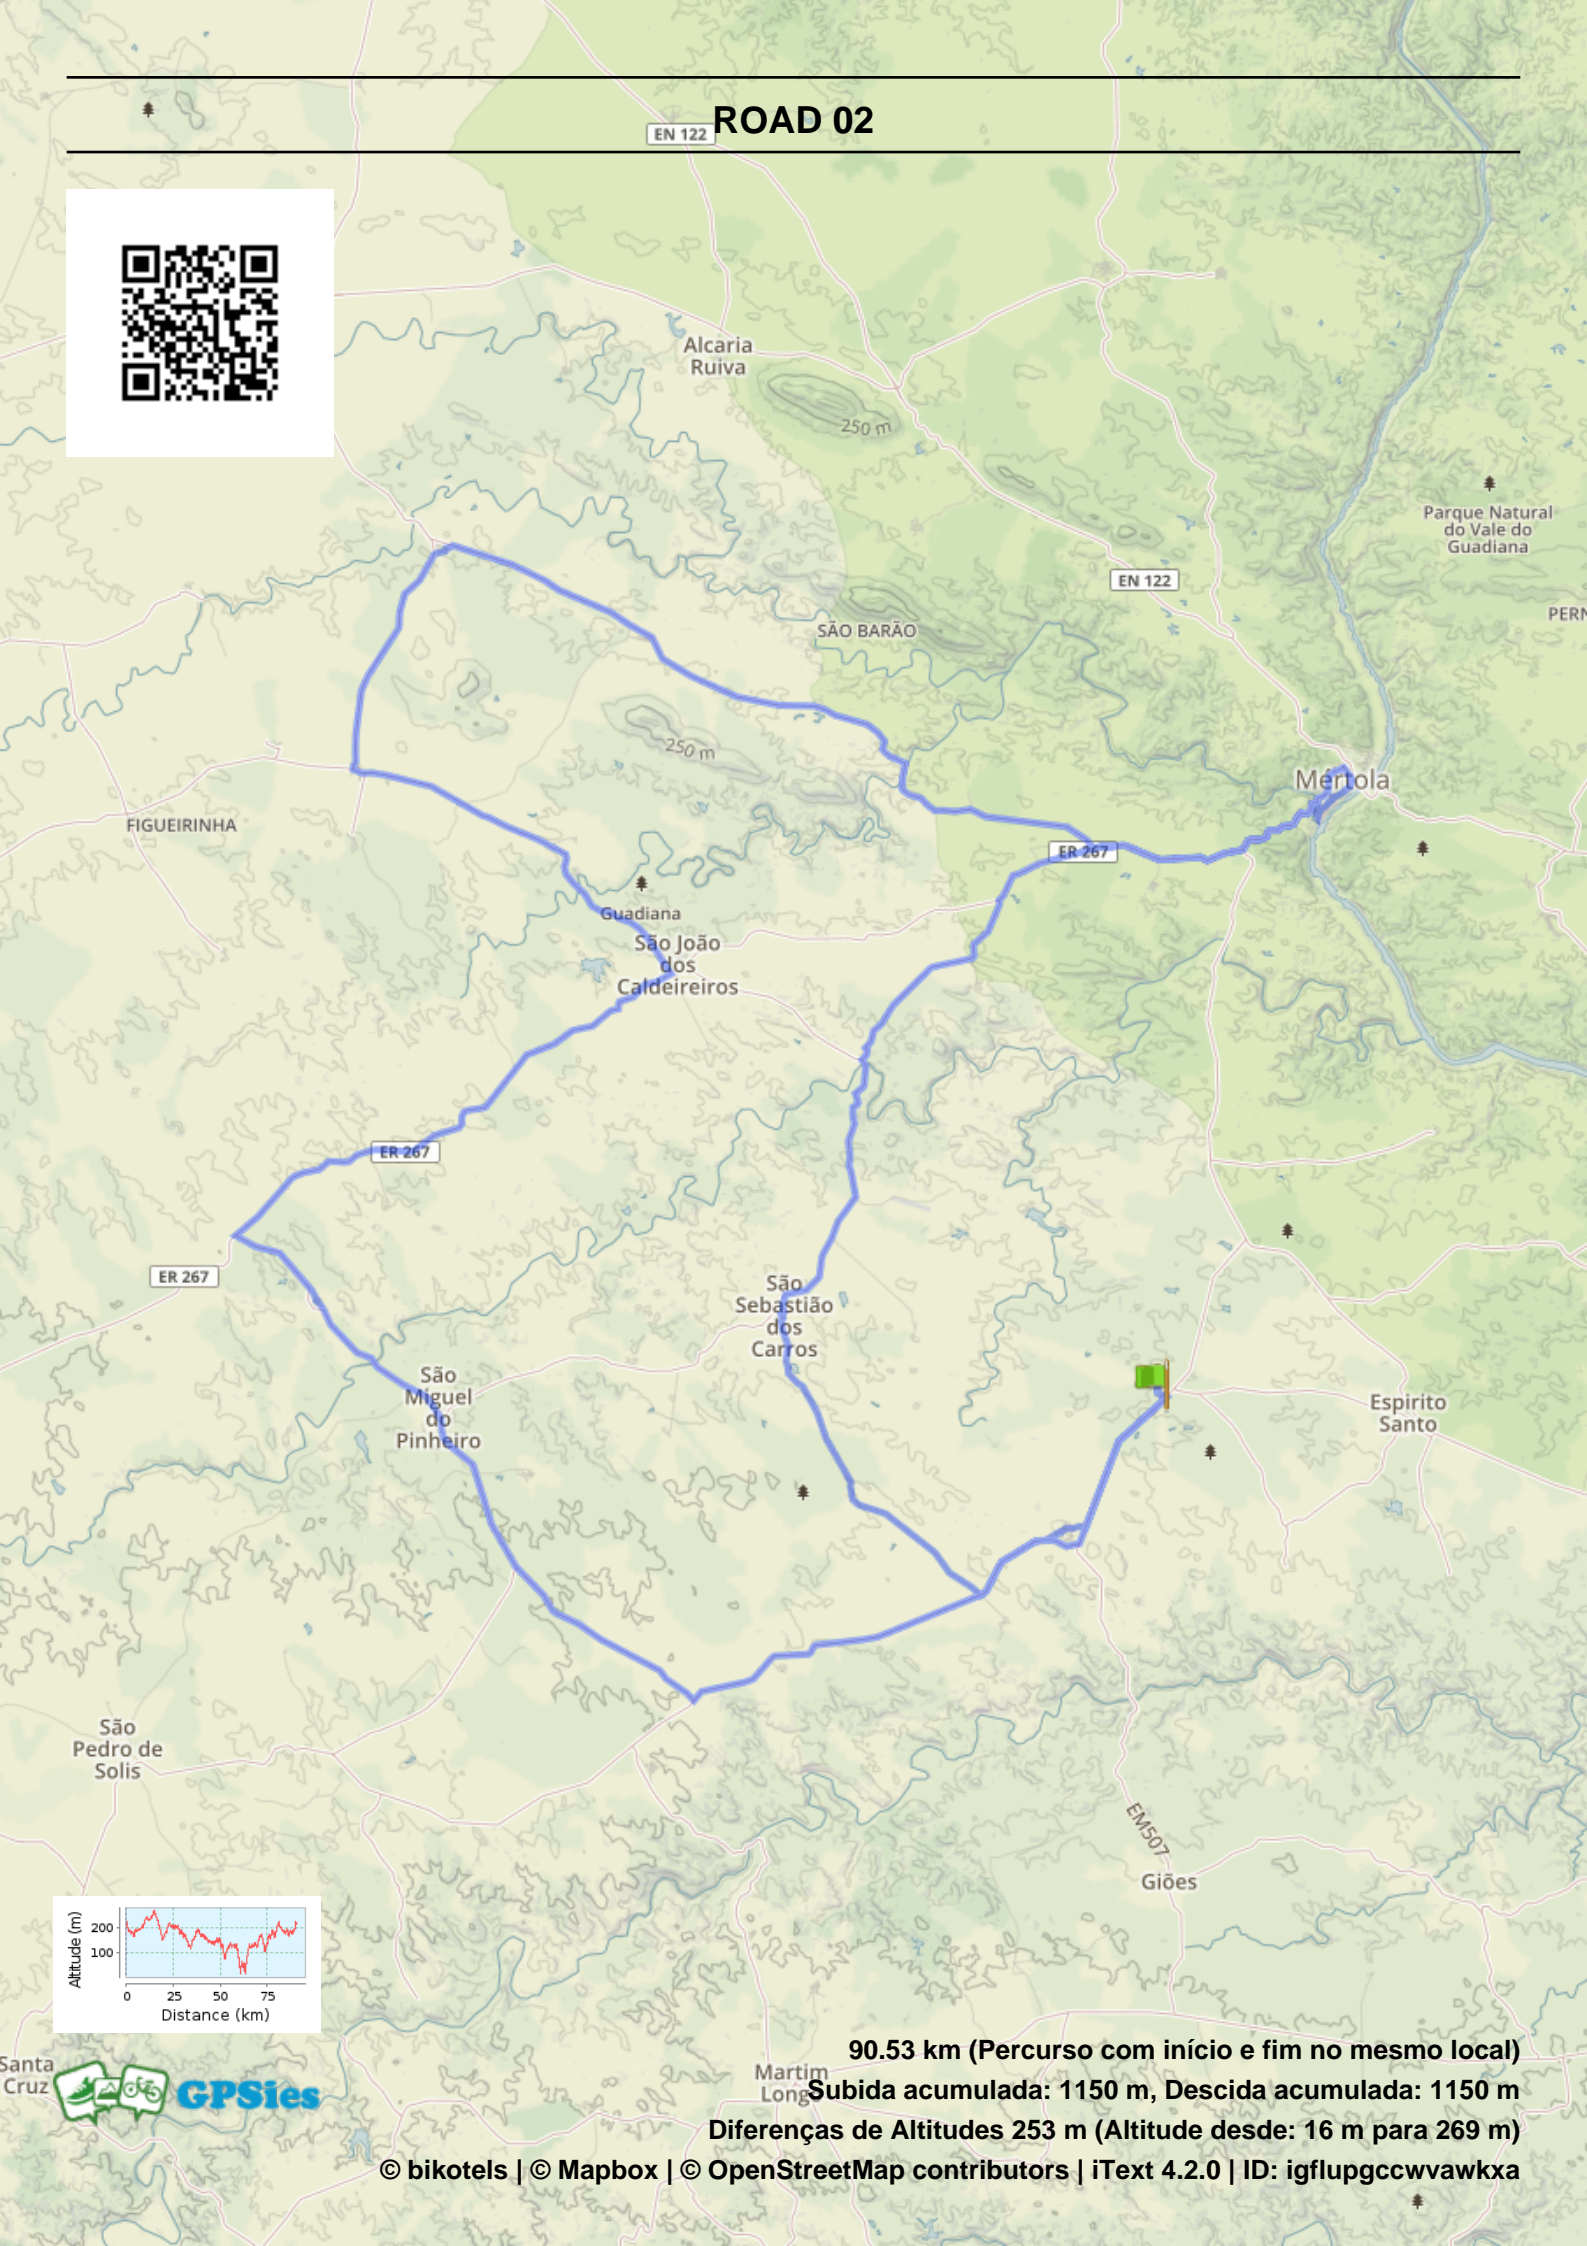 ROAD 02
EN 122
Alcaria
Ruiva
250 m
Parque Natural
do Vale do
Guadiana
EN 122
PERN
SÃO BARÃO
250 m
Mértola
FIGUEIRINHA
ER 267
Guadiana
São João
dos
Caldeireiros
ER 267
ER 267
São
Sebastião
dos
Carros
São
Miguel
do
Pinheiro
Espirito
Santo
São
Pedro de
Solis
EM507
Giões
Altitude (m)
200
100
0 25 50 75
Distance (km)
Santa
Cruz
GPSies
Martim
Longo
90.53 km (Percurso com início e fim no mesmo local)
Subida acumulada: 1150 m, Descida acumulada: 1150 m
Diferenças de Altitudes 253 m (Altitude desde: 16 m para 269 m)
© bikotels | © Mapbox | © OpenStreetMap contributors | iText 4.2.0 | ID: igflupgccwvawkxa